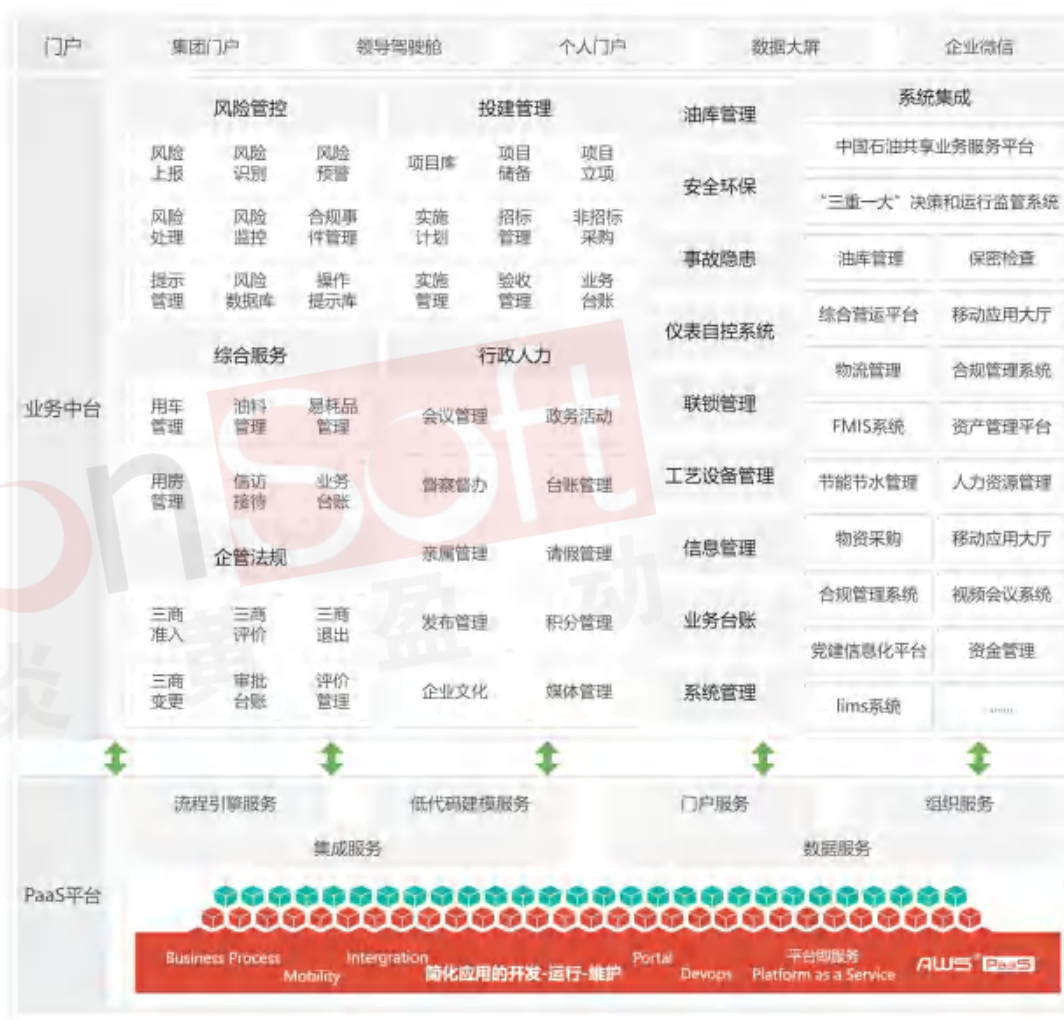 门户
集团门户
领导驾驶舱
个人门户
数据大屏
企业微信
业务中台
风险管控
风险
上报
风险
识别
风险
预警
风险
处理
风险
监控
合规事
件管理
提示
管理
风险
数据库
操作
提示库
投建管理
项目库
项目
储备
项目
立项
实施
计划
招标
管理
非招标
采购
实施
管理
验收
管理
业务
台账
综合服务
用车
管理
油料
管理
易耗品
管理
用房
管理
信访
接待
业务
台账
企管法规
三商
准入
三商
评价
三商
退出
三商
变更
审批
台账
评价
管理
行政人力
会议管理
政务活动
督察督办
台账管理
亲属管理
请假管理
发布管理
积分管理
企业文化
媒体管理
油库管理
安全环保
事故隐患
仪表自控系统
联锁管理
工艺设备管理
信息管理
业务台账
系统管理
系统集成
中国石油共享业务服务平台
“三重一大”决策和运行监管系统
油库管理
保密检查
综合营运平台
移动应用大厅
物流管理
合规管理系统
FMIS系统
资产管理平台
节能节水管理
人力资源管理
物资采购
移动应用大厅
合规管理系统
视频会议系统
党建信息化平台
资金管理
lims系统
......
PaaS平台
流程引擎服务
低代码建模服务
门户服务
组织服务
集成服务
数据服务
Business Process
Mobility
Intergration
简化应用的开发-运行-维护
Portal
Devops
平台即服务
Platform as a Service
AWS PaaS
onSoft
炎黄盈动